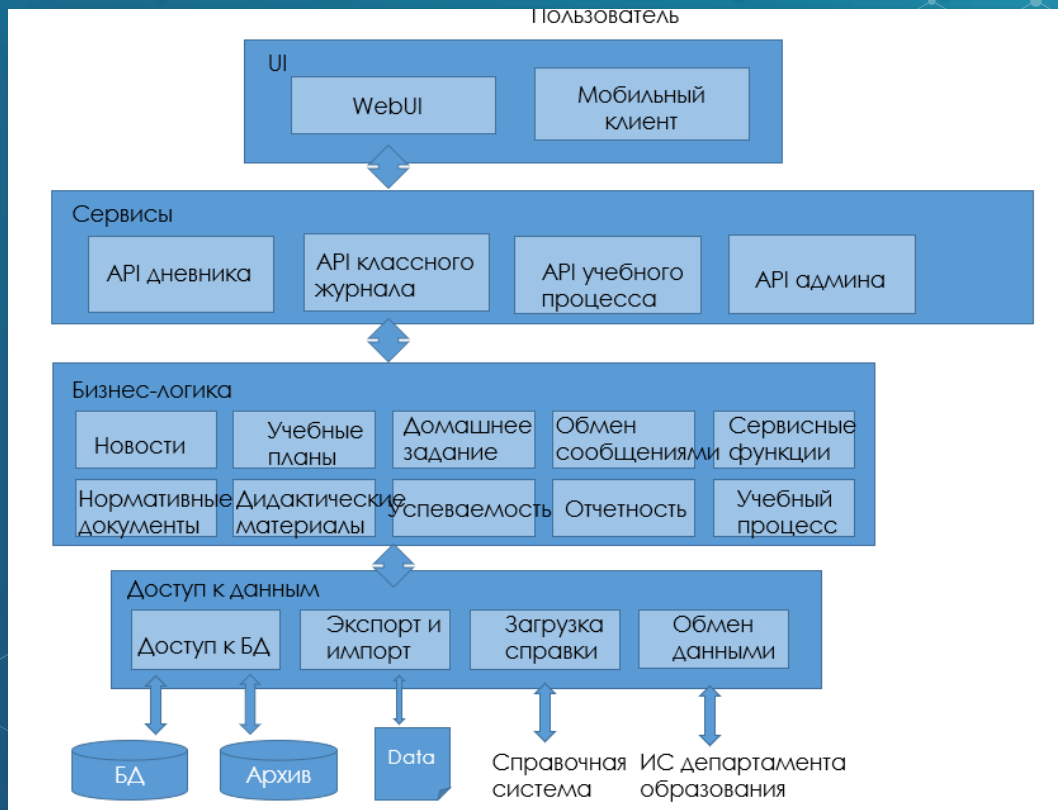 Пользователь
UI
WebUI
Мобильный
клиент
Сервисы
API дневника
API классного
журнала
API учебного
процесса
API админа
Бизнес-логика
Новости
Учебные
планы
Домашнее
задание
Обмен
сообщениями
Сервисные
функции
Нормативные
документы
Дидактические
материалы
Успеваемость
Отчетность
Учебный
процесс
Доступ к данным
Доступ к БД
Экспорт и
импорт
Загрузка
справки
Обмен
данными
БД
Архив
Data
Справочная
система
ИС департамента
образования